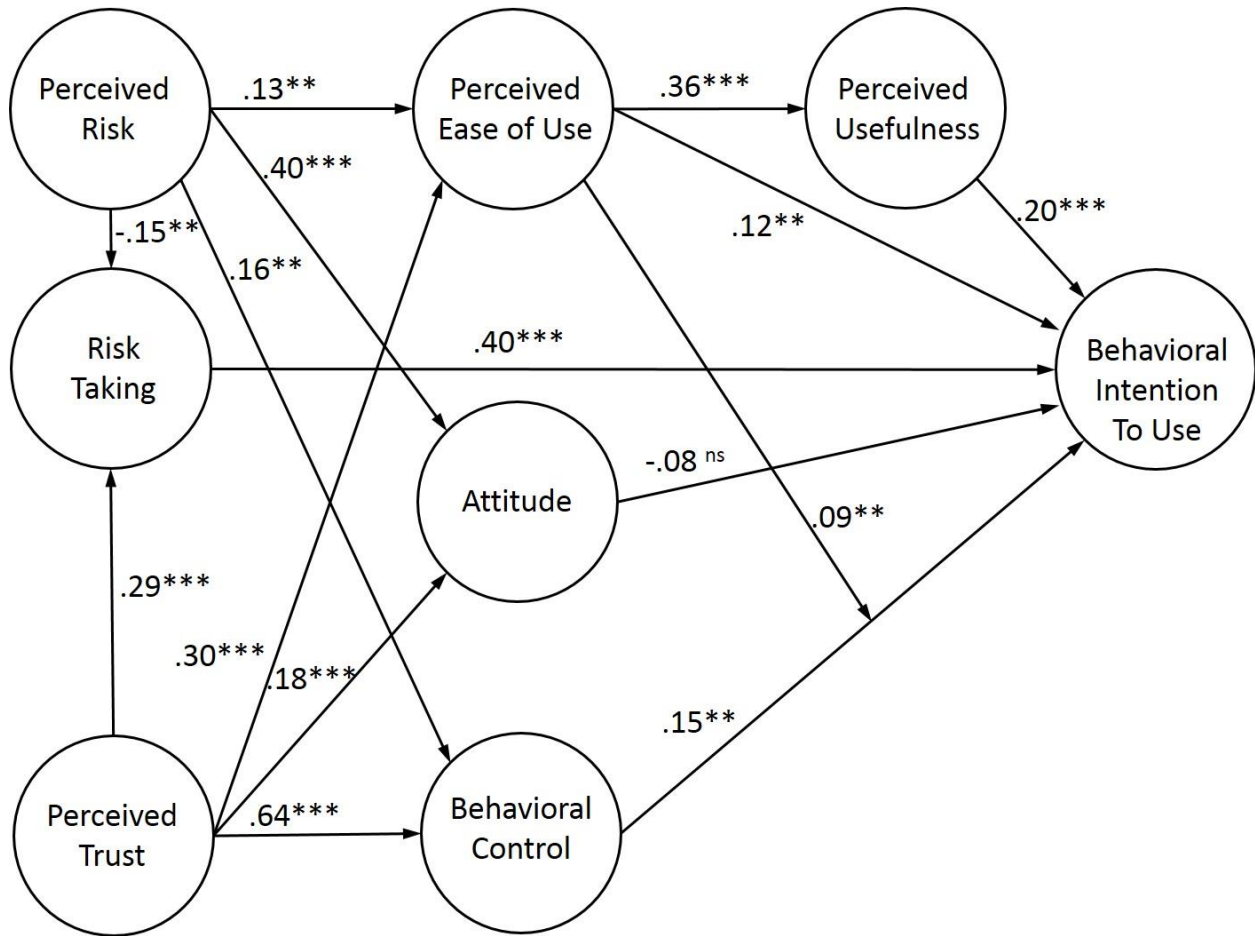 Perceived
Risk
.13**
Perceived
Ease of Use
.36***
Perceived
Usefulness
.40***
-.15**
.16**
.12**
.20***
Risk
Taking
.40***
Behavioral
Intention
To Use
Attitude
-.08 ns
.09**
.29***
.30***
.18***
.15**
Perceived
Trust
.64***
Behavioral
Control